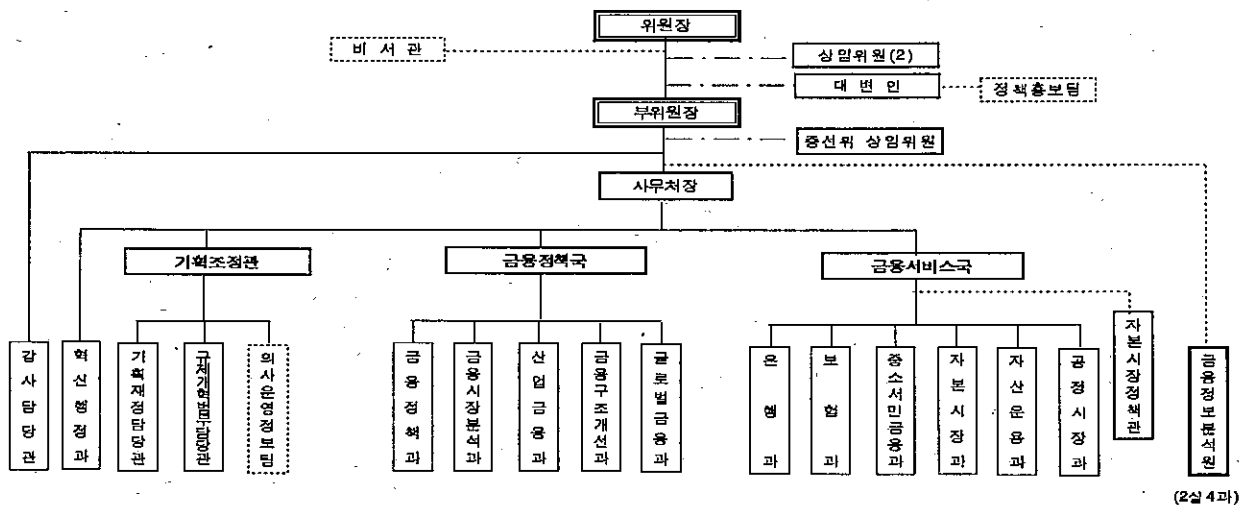 위원장
비서관
상임위원(2)
대변인
정책홍보팀
부위원장
증선위 상임위원
사무처장
기획조정관
금융정책국
금융서비스국
감사담당관
혁신행정과
기획재정담당관
규제개혁법무담당관
의사운영정보팀
금융정책과
금융시장분석과
산업금융과
금융구조개선과
글로벌금융과
은행과
보험과
중소서민금융과
자본시장과
자산운용과
공정시장과
자본시장정책관
금융정보분석원
(2실 4과)